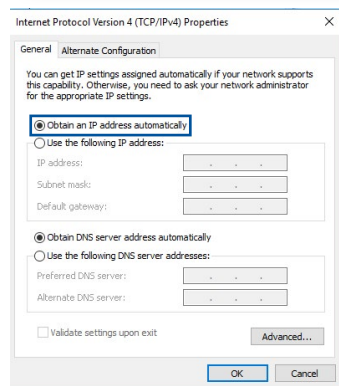 Internet Protocol Version 4 (TCP/IPv4) Properties
General Alternate Configuration
You can get IP settings assigned automatically if your network supports
this capability. Otherwise, you need to ask your network administrator
for the appropriate IP settings.
Obtain an IP address automatically
Use the following IP address:
IP address:
Subnet mask:
Default gateway:
Obtain DNS server address automatically
Use the following DNS server addresses:
Preferred DNS server:
Alternate DNS server:
Validate settings upon exit
Advanced...
OK Cancel